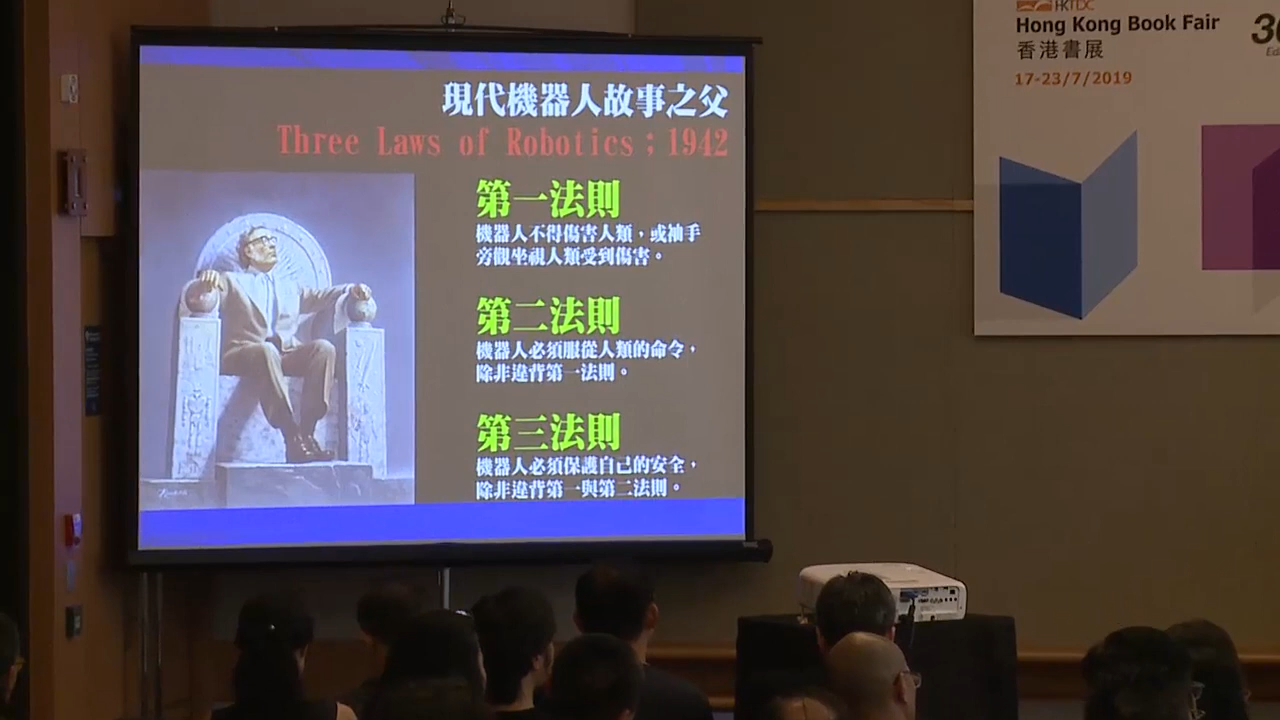 現代機器人故事之父
Three Laws of Robotics；1942
第一法則
機器人不得傷害人類，或袖手
旁觀坐視人類受到傷害。
第二法則
機器人必須服從人類的命令，
除非違背第一法則。
第三法則
機器人必須保護自己的安全，
除非違背第一與第二法則。
HKTDC
Hong Kong Book Fair
香港書展
17-23/7/2019